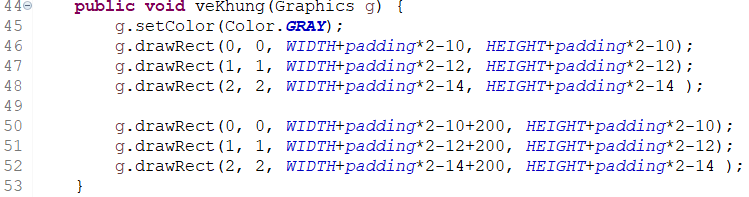 44 public void veKhung(Graphics g) {
45 g.setColor(Color.GRAY);
46 g.drawRect(0, 0, WIDTH+padding*2-10, HEIGHT+padding*2-10);
47 g.drawRect(1, 1, WIDTH+padding*2-12, HEIGHT+padding*2-12);
48 g.drawRect(2, 2, WIDTH+padding*2-14, HEIGHT+padding*2-14 );
49
50 g.drawRect(0, 0, WIDTH+padding*2-10+200, HEIGHT+padding*2-10);
51 g.drawRect(1, 1, WIDTH+padding*2-12+200, HEIGHT+padding*2-12);
52 g.drawRect(2, 2, WIDTH+padding*2-14+200, HEIGHT+padding*2-14 );
53 }